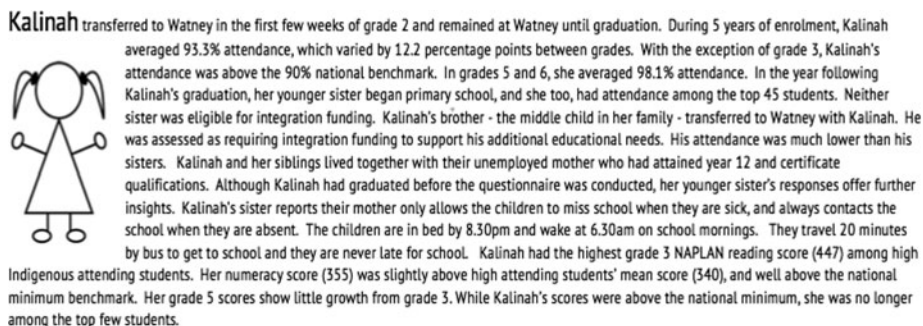 Kalinah transferred to Watney in the first few weeks of grade 2 and remained at Watney until graduation. During 5 years of enrolment, Kalinah
averaged 93.3% attendance, which varied by 12.2 percentage points between grades. With the exception of grade 3, Kalinah's
attendance was above the 90% national benchmark. In grades 5 and 6, she averaged 98.1% attendance. In the year following
Kalinah's graduation, her younger sister began primary school, and she too, had attendance among the top 45 students. Neither
sister was eligible for integration funding. Kalinah's brother - the middle child in her family - transferred to Watney with Kalinah. He
was assessed as requiring integration funding to support his additional educational needs. His attendance was much lower than his
sisters. Kalinah and her siblings lived together with their unemployed mother who had attained year 12 and certificate
qualifications. Although Kalinah had graduated before the questionnaire was conducted, her younger sister's responses offer further
insights. Kalinah's sister reports their mother only allows the children to miss school when they are sick, and always contacts the
school when they are absent. The children are in bed by 8.30pm and wake at 6.30am on school mornings. They travel 20 minutes
by bus to get to school and they are never late for school. Kalinah had the highest grade 3 NAPLAN reading score (447) among high
Indigenous attending students. Her numeracy score (355) was slightly above high attending students' mean score (340), and well above the national
minimum benchmark. Her grade 5 scores show little growth from grade 3. While Kalinah's scores were above the national minimum, she was no longer
among the top few students.